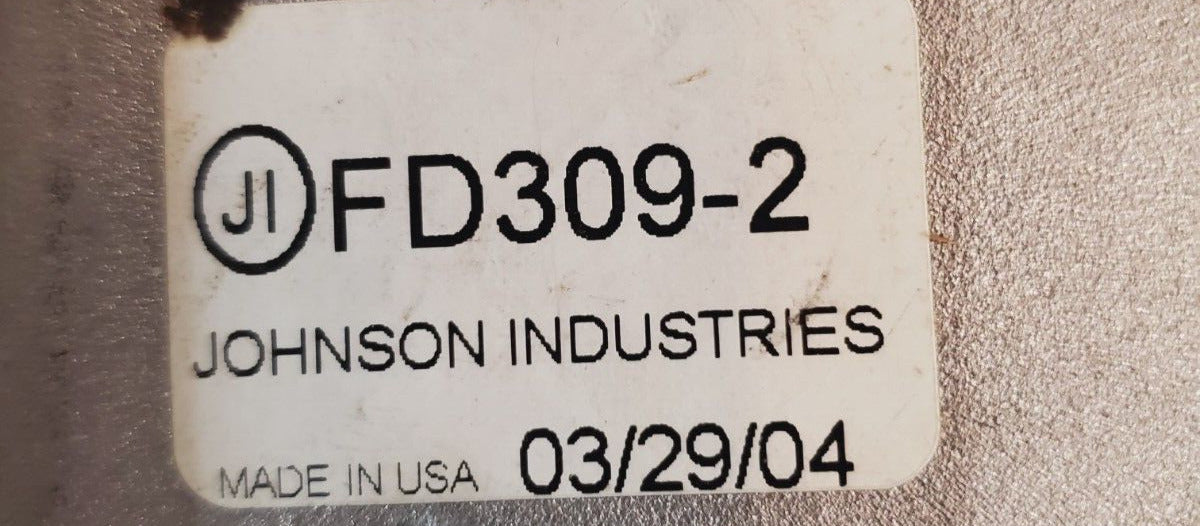 JI FD309-2
JOHNSON INDUSTRIES
MADE IN USA 03/29/04